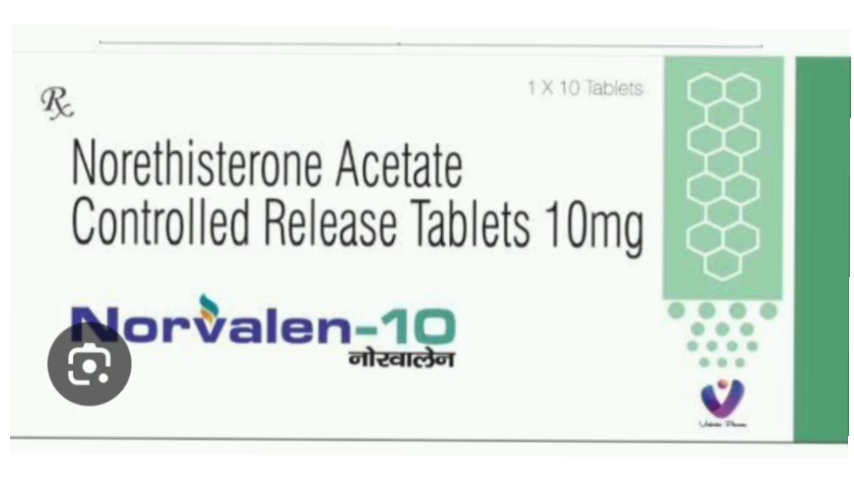 Rx
1 X 10 Tablets
Norethisterone Acetate
Controlled Release Tablets 10mg
Norvalen-10
नोरवालेन